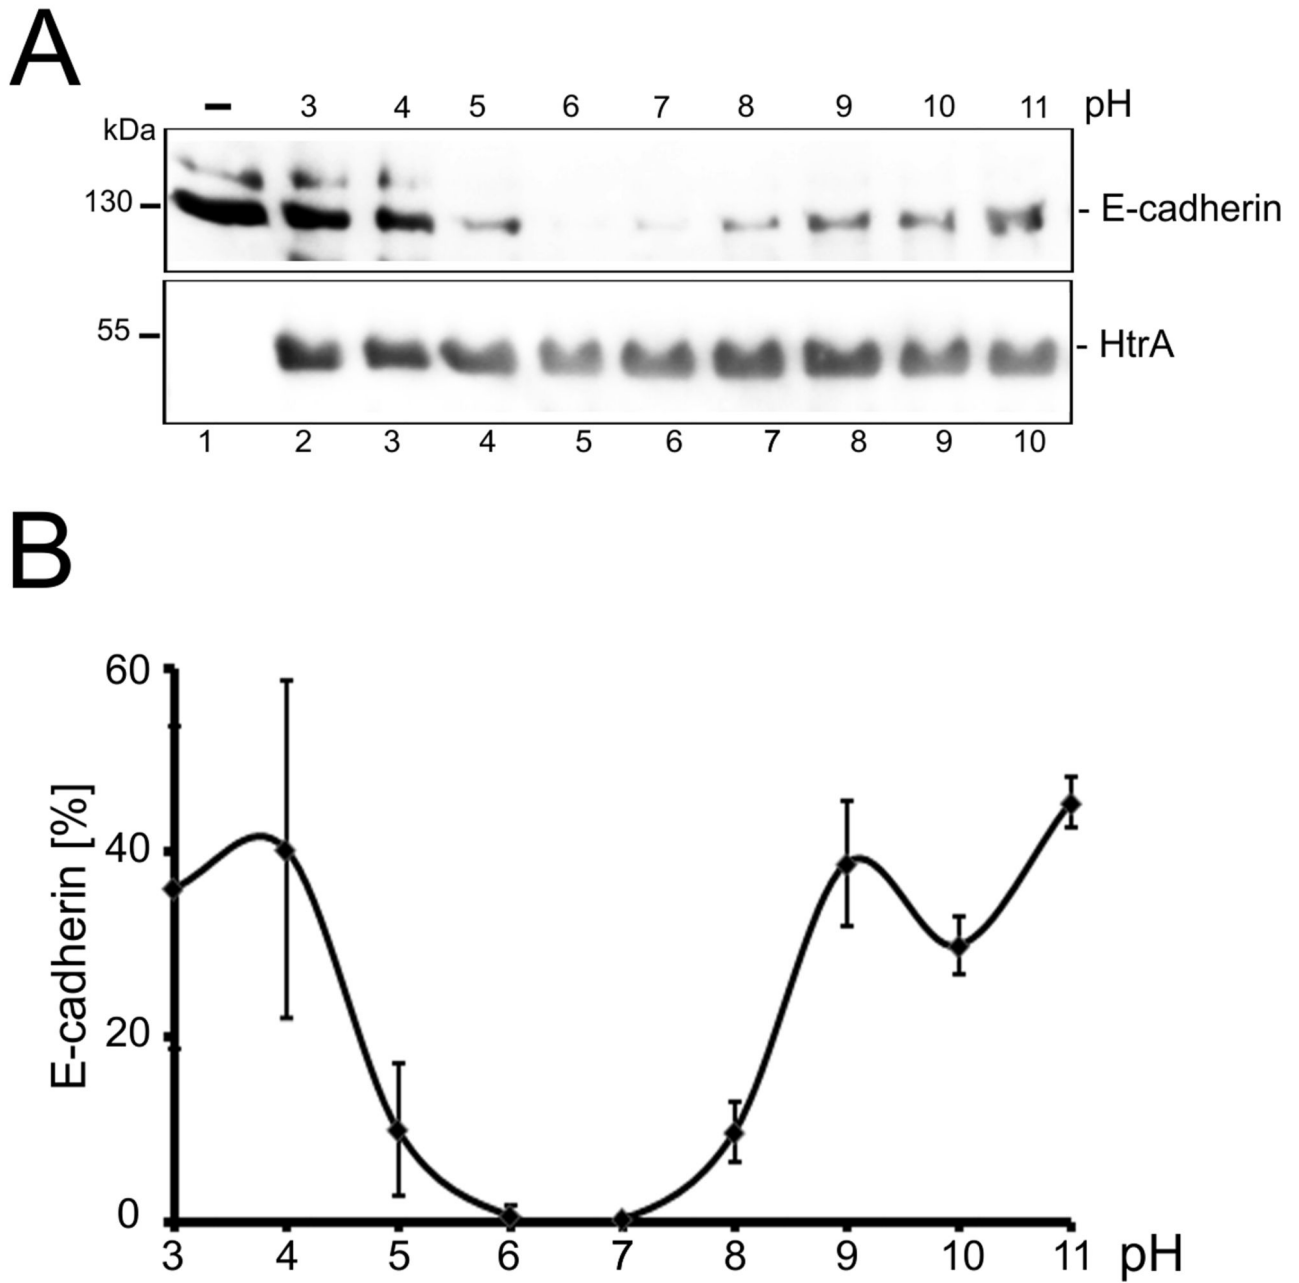 A
– 3 4 5 6 7 8 9 10 11 pH
kDa
130 – - E-cadherin
55 – - HtrA
1 2 3 4 5 6 7 8 9 10
B
60
40
20
0
E-cadherin [%]
3 4 5 6 7 8 9 10 11 pH